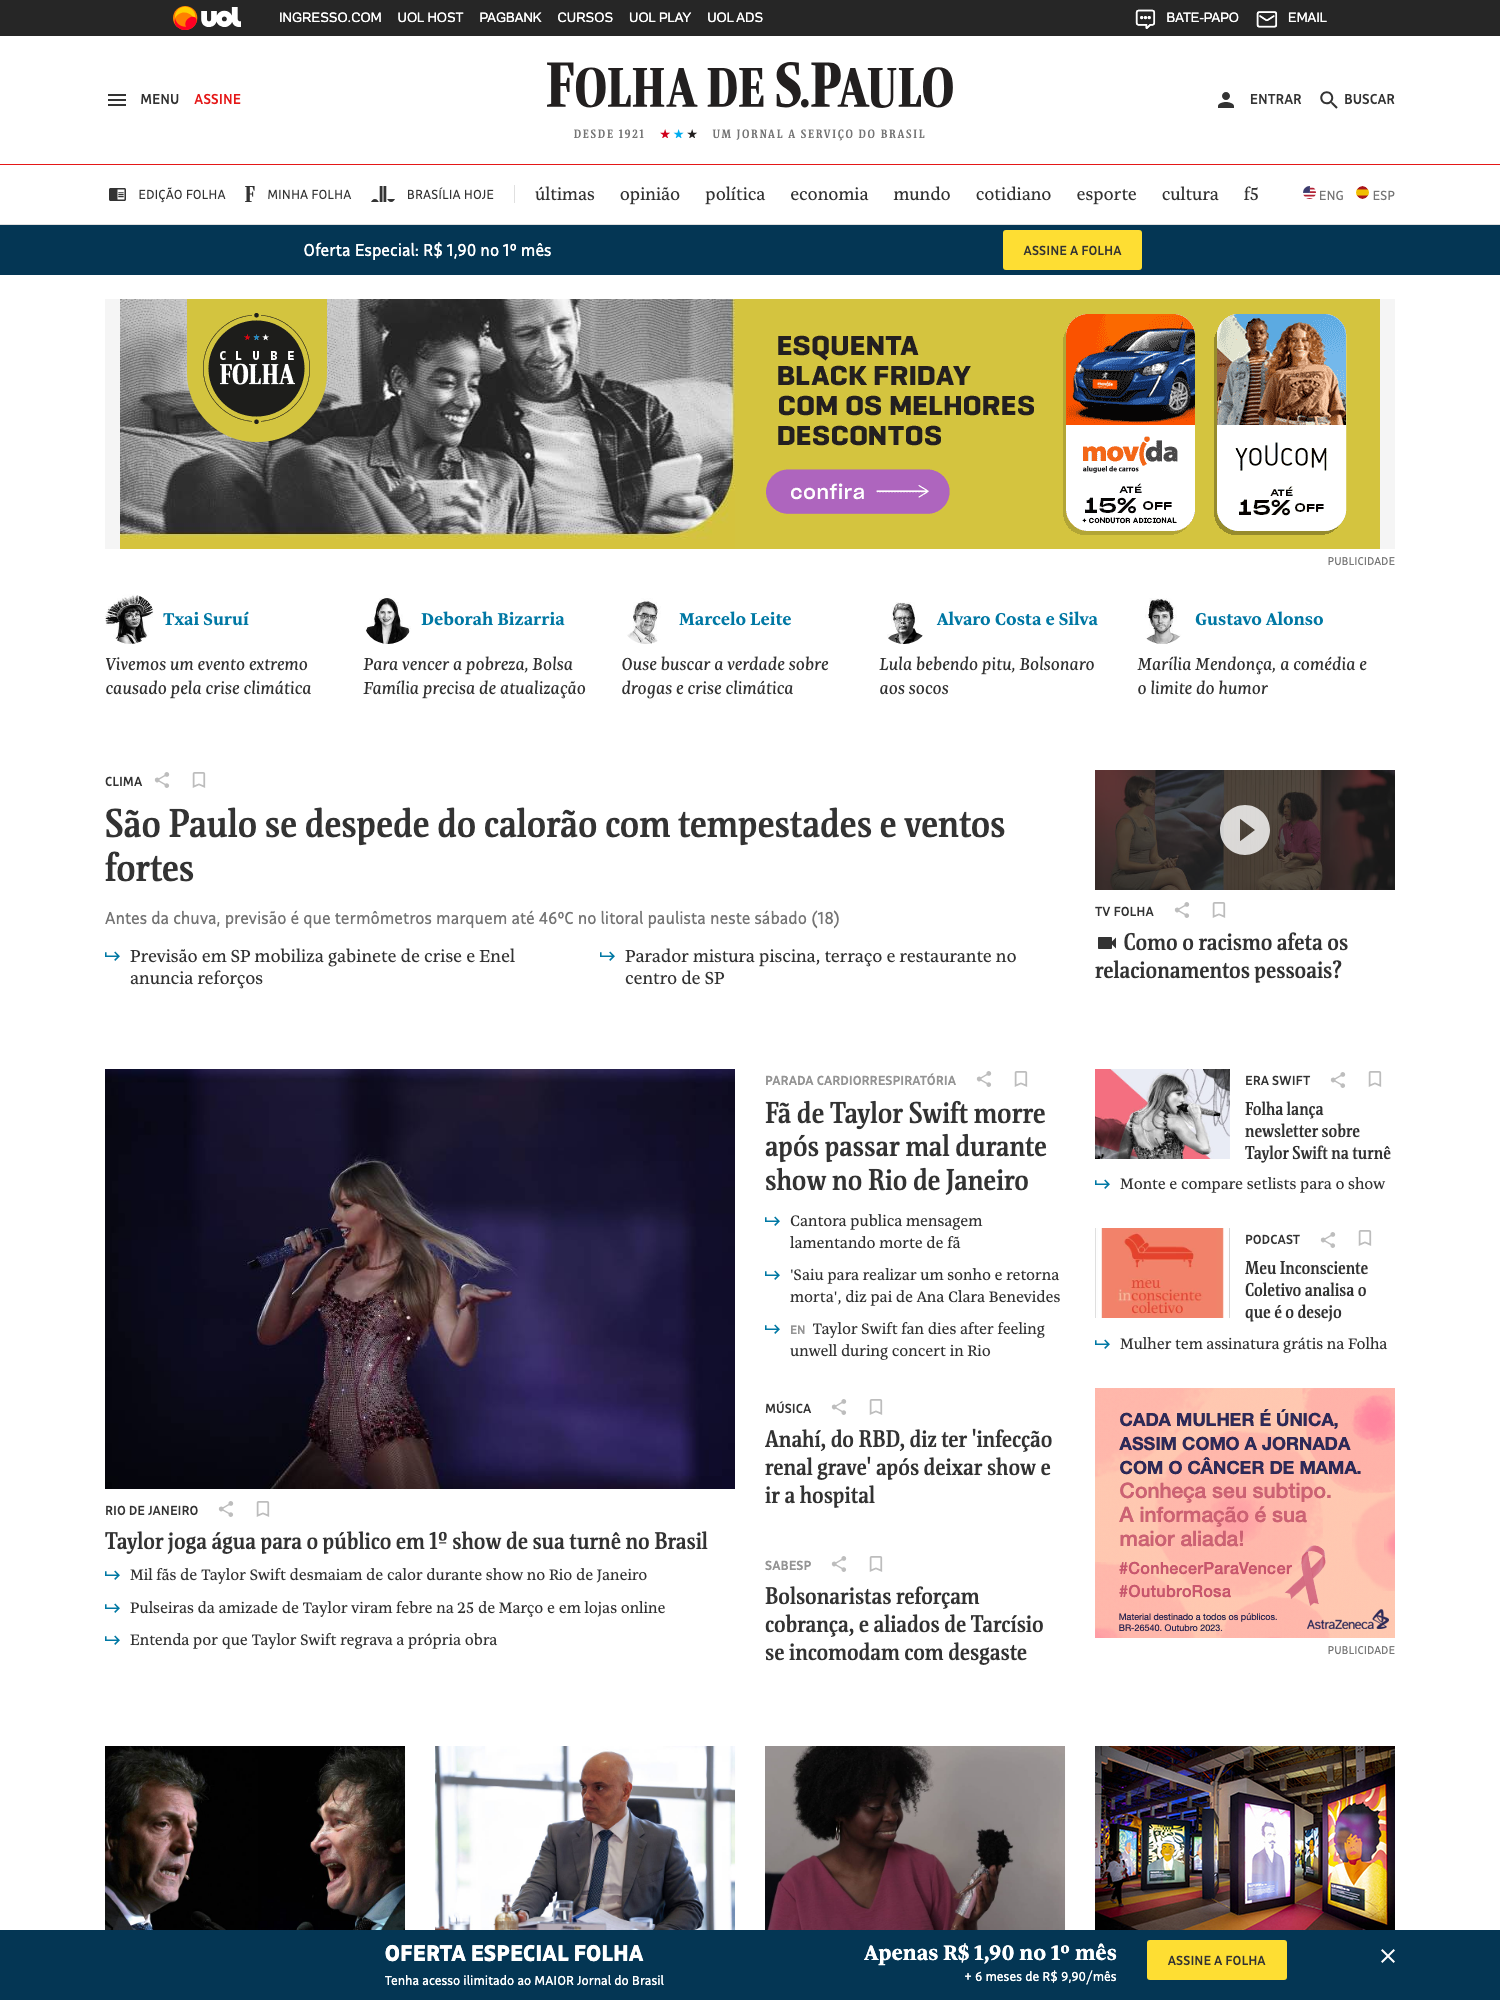 uol INGRESSO.COM UOL HOST PAGBANK CURSOS UOL PLAY UOL ADS BATE-PAPO EMAIL
MENU ASSINE
FOLHA DE S.PAULO
DESDE 1921 ★★★ UM JORNAL A SERVIÇO DO BRASIL
ENTRAR BUSCAR
EDIÇÃO FOLHA F MINHA FOLHA BRASÍLIA HOJE últimas opinião política economia mundo cotidiano esporte cultura f5 ENG ESP
Oferta Especial: R$ 1,90 no 1º mês ASSINE A FOLHA
CLUBE
FOLHA
ESQUENTA
BLACK FRIDAY
COM OS MELHORES
DESCONTOS
confira
movida
aluguel de carros
ATÉ
15% OFF
+ CONDUTOR ADICIONAL
YOUCOM
ATÉ
15% OFF
PUBLICIDADE
Txai Suruí
Vivemos um evento extremo
causado pela crise climática
Deborah Bizarria
Para vencer a pobreza, Bolsa
Família precisa de atualização
Marcelo Leite
Ouse buscar a verdade sobre
drogas e crise climática
Alvaro Costa e Silva
Lula bebendo pitu, Bolsonaro
aos socos
Gustavo Alonso
Marília Mendonça, a comédia e
o limite do humor
CLIMA
São Paulo se despede do calorão com tempestades e ventos
fortes
Antes da chuva, previsão é que termômetros marquem até 46ºC no litoral paulista neste sábado (18)
Previsão em SP mobiliza gabinete de crise e Enel
anuncia reforços
Parador mistura piscina, terraço e restaurante no
centro de SP
TV FOLHA
Como o racismo afeta os
relacionamentos pessoais?
RIO DE JANEIRO
Taylor joga água para o público em 1º show de sua turnê no Brasil
Mil fãs de Taylor Swift desmaiam de calor durante show no Rio de Janeiro
Pulseiras da amizade de Taylor viram febre na 25 de Março e em lojas online
Entenda por que Taylor Swift regrava a própria obra
PARADA CARDIORRESPIRATÓRIA
Fã de Taylor Swift morre
após passar mal durante
show no Rio de Janeiro
Cantora publica mensagem
lamentando morte de fã
'Saiu para realizar um sonho e retorna
morta', diz pai de Ana Clara Benevides
EN Taylor Swift fan dies after feeling
unwell during concert in Rio
MÚSICA
Anahí, do RBD, diz ter 'infecção
renal grave' após deixar show e
ir a hospital
SABESP
Bolsonaristas reforçam
cobrança, e aliados de Tarcísio
se incomodam com desgaste
ERA SWIFT
Folha lança
newsletter sobre
Taylor Swift na turnê
Monte e compare setlists para o show
meu
inconsciente
coletivo
PODCAST
Meu Inconsciente
Coletivo analisa o
que é o desejo
Mulher tem assinatura grátis na Folha
CADA MULHER É ÚNICA,
ASSIM COMO A JORNADA
COM O CÂNCER DE MAMA.
Conheça seu subtipo.
A informação é sua
maior aliada!
#ConhecerParaVencer
#OutubroRosa
Material destinado a todos os públicos.
BR-26540. Outubro 2023.
AstraZeneca
PUBLICIDADE
OFERTA ESPECIAL FOLHA
Tenha acesso ilimitado ao MAIOR Jornal do Brasil
Apenas R$ 1,90 no 1º mês
+ 6 meses de R$ 9,90/mês
ASSINE A FOLHA